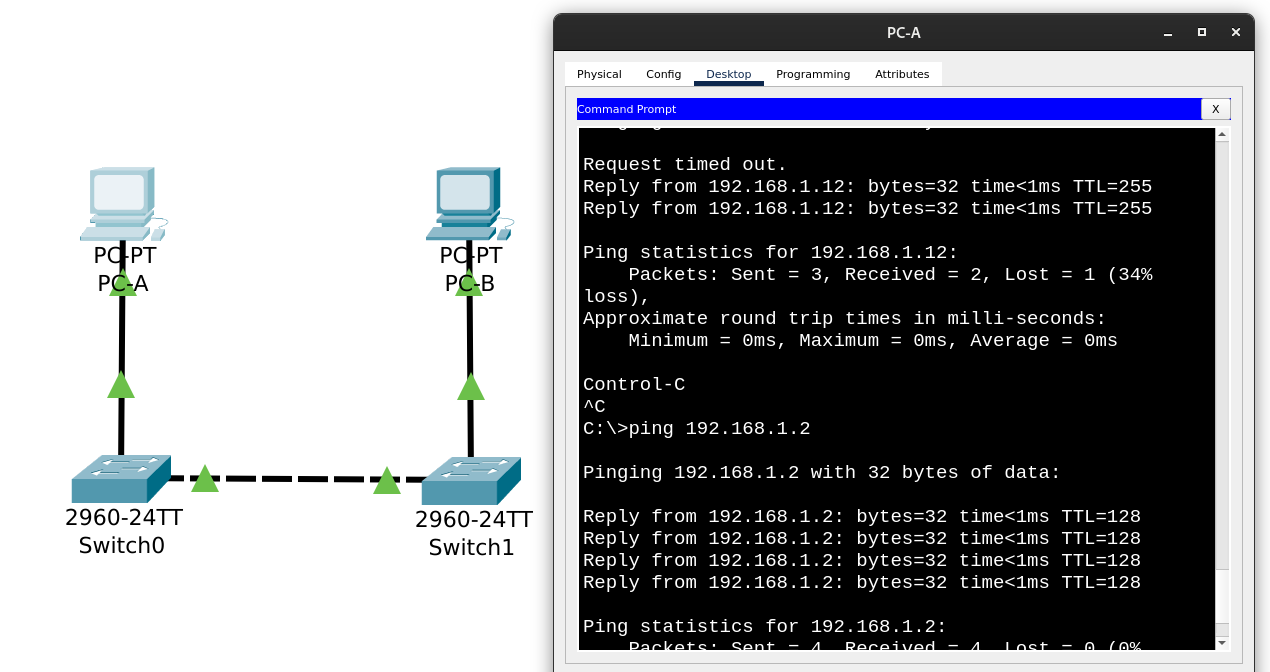 PC-A
Physical Config Desktop Programming Attributes
Command Prompt X
Request timed out.
Reply from 192.168.1.12: bytes=32 time<1ms TTL=255
Reply from 192.168.1.12: bytes=32 time<1ms TTL=255
Ping statistics for 192.168.1.12:
Packets: Sent = 3, Received = 2, Lost = 1 (34%
loss),
Approximate round trip times in milli-seconds:
Minimum = 0ms, Maximum = 0ms, Average = 0ms
Control-C
^C
C:\>ping 192.168.1.2
Pinging 192.168.1.2 with 32 bytes of data:
Reply from 192.168.1.2: bytes=32 time<1ms TTL=128
Reply from 192.168.1.2: bytes=32 time<1ms TTL=128
Reply from 192.168.1.2: bytes=32 time<1ms TTL=128
Reply from 192.168.1.2: bytes=32 time<1ms TTL=128
Ping statistics for 192.168.1.2:
Packets: Sent = 4, Received = 4, Lost = 0 (0%
PC-PT
PC-A
PC-PT
PC-B
2960-24TT
Switch0
2960-24TT
Switch1